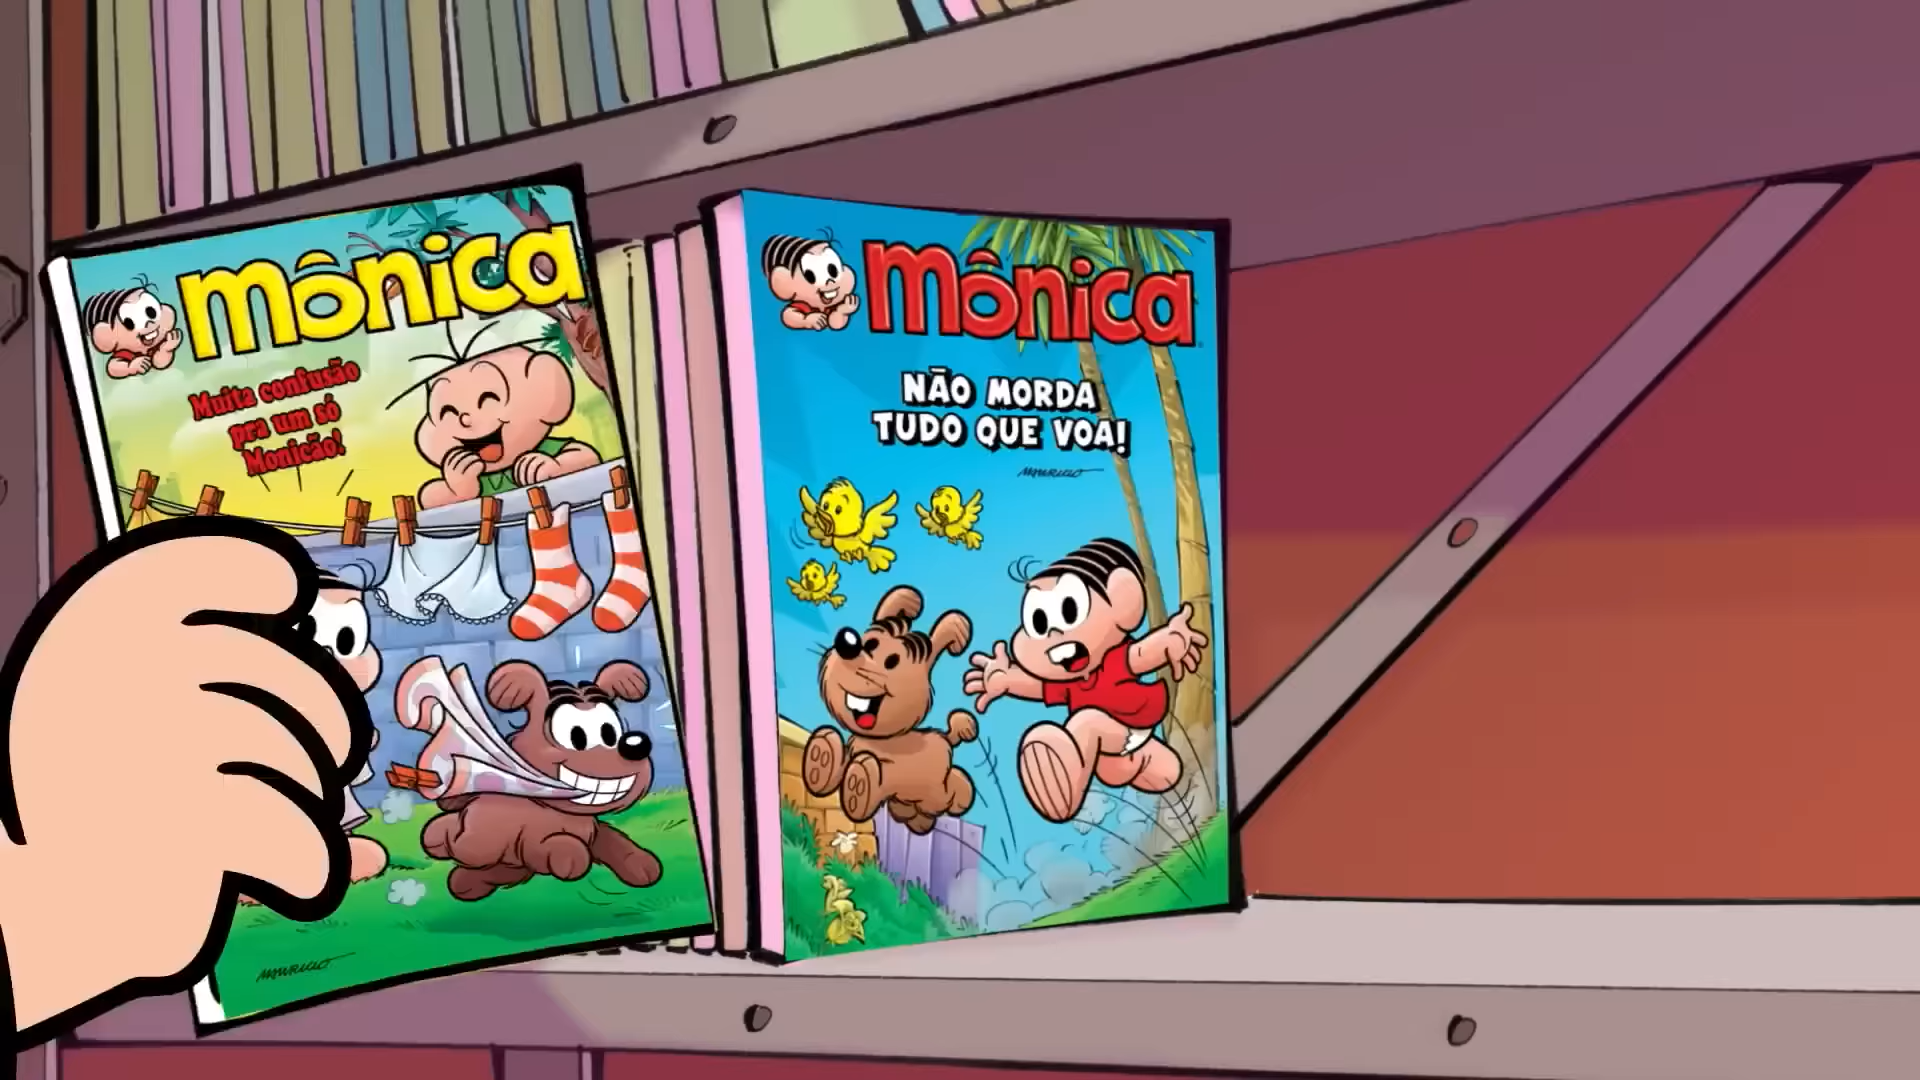 Mônica
Muita confusão
pra um só
Monicão!
MAURICIO
Mônica
NÃO MORDA
TUDO QUE VOA!
MAURICIO